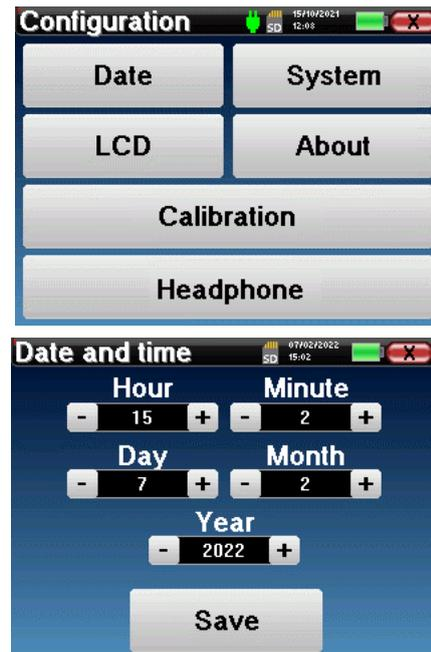 Configuration SD 15/10/2021 X
12:08
Date System
LCD About
Calibration
Headphone
Date and time SD 07/02/2022 X
15:02
Hour Minute
- 15 + - 2 +
Day Month
- 7 + - 2 +
Year
- 2022 +
Save